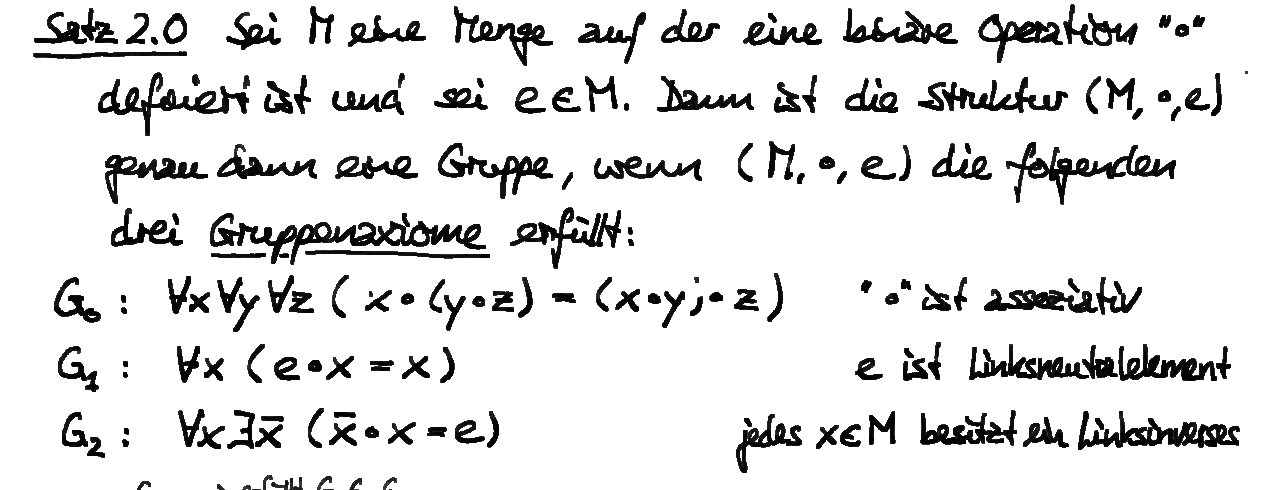 Satz 2.0 Sei M eine Menge auf der eine binäre Operation "∘"
definiert ist und sei e∈M. Dann ist die Struktur (M, ∘, e)
genau dann eine Gruppe, wenn (M, ∘, e) die folgenden
drei Gruppenaxiome erfüllt:
G₀ : ∀x∀y∀z ( x∘(y∘z) = (x∘y)∘z ) "∘" ist assoziativ
G₁ : ∀x (e∘x = x) e ist Linksneutralelement
G₂ : ∀x∃x̄ (x̄∘x = e) jedes x∈M besitzt ein Linksinverses